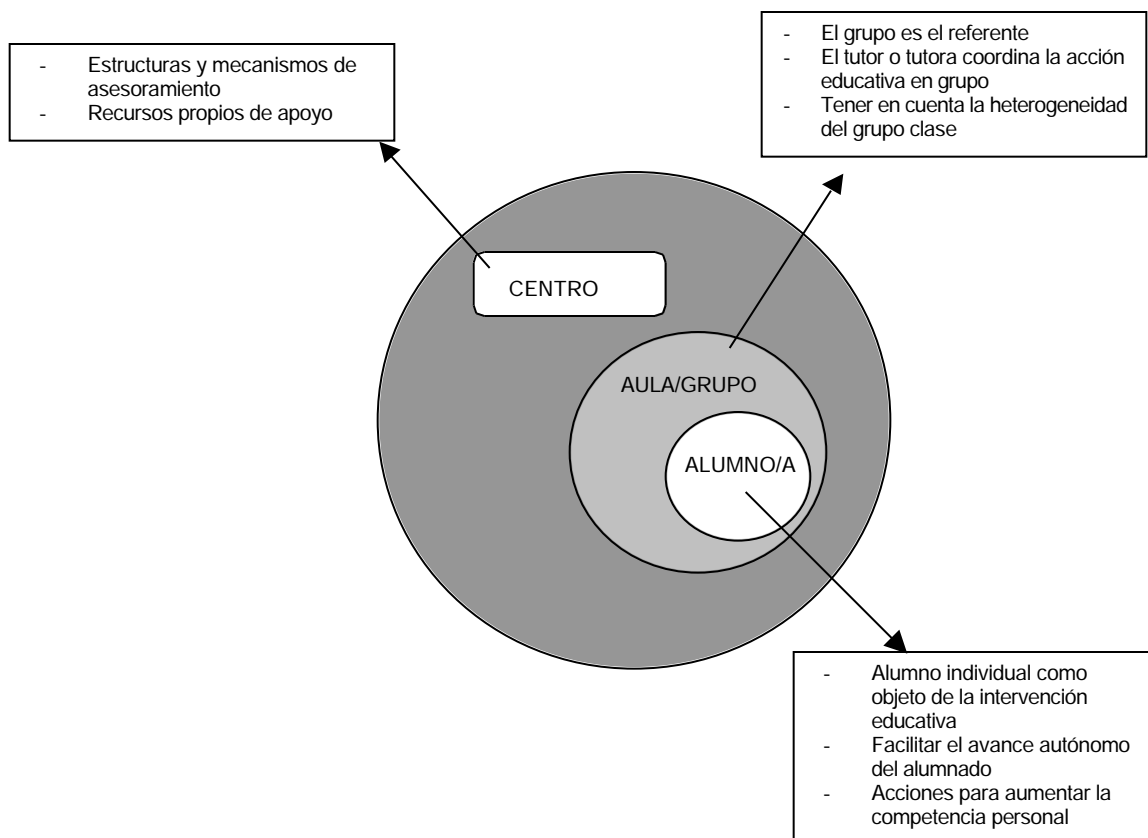 - Estructuras y mecanismos de
asesoramiento
- Recursos propios de apoyo
- El grupo es el referente
- El tutor o tutora coordina la acción
educativa en grupo
- Tener en cuenta la heterogeneidad
del grupo clase
CENTRO
AULA/GRUPO
ALUMNO/A
- Alumno individual como
objeto de la intervención
educativa
- Facilitar el avance autónomo
del alumnado
- Acciones para aumentar la
competencia personal